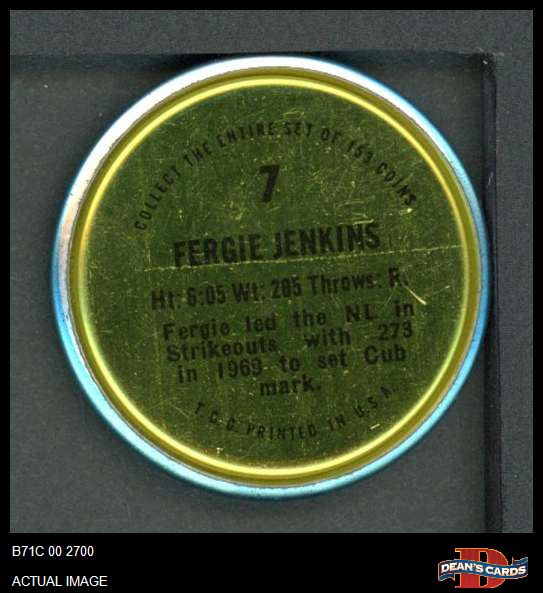 COLLECT THE ENTIRE SET OF 153 COINS
7
FERGIE JENKINS
Ht: 6:05 Wt: 205 Throws: R.
Fergie led the NL in
Strikeouts with 273
in 1969 to set Cub
mark.
T.C.G. PRINTED IN U.S.A.
B71C 00 2700
ACTUAL IMAGE
D
DEAN'S CARDS